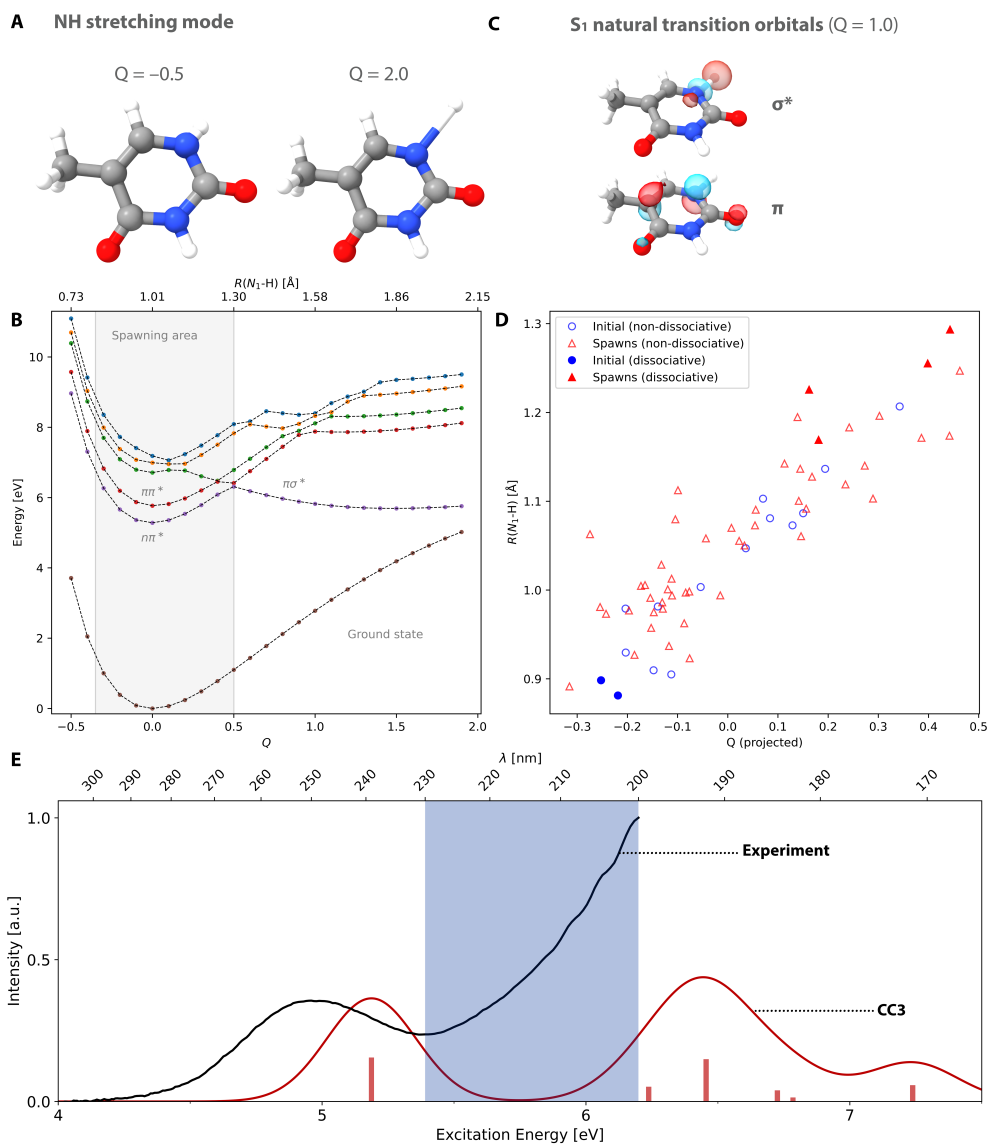 A NH stretching mode
Q = –0.5
Q = 2.0
C S1 natural transition orbitals (Q = 1.0)
σ*
π
R(N1-H) [Å]
0.73 1.01 1.30 1.58 1.86 2.15
B
Spawning area
ππ*
nπ*
πσ*
Ground state
Energy [eV]
10
8
6
4
2
0
−0.5 0.0 0.5 1.0 1.5 2.0
Q
D
Initial (non-dissociative)
Spawns (non-dissociative)
Initial (dissociative)
Spawns (dissociative)
R(N1-H) [Å]
1.3
1.2
1.1
1.0
0.9
−0.3 −0.2 −0.1 0.0 0.1 0.2 0.3 0.4 0.5
Q (projected)
E
λ [nm]
300 290 280 270 260 250 240 230 220 210 200 190 180 170
Experiment
CC3
Intensity [a.u.]
1.0
0.5
0.0
4 5 6 7
Excitation Energy [eV]